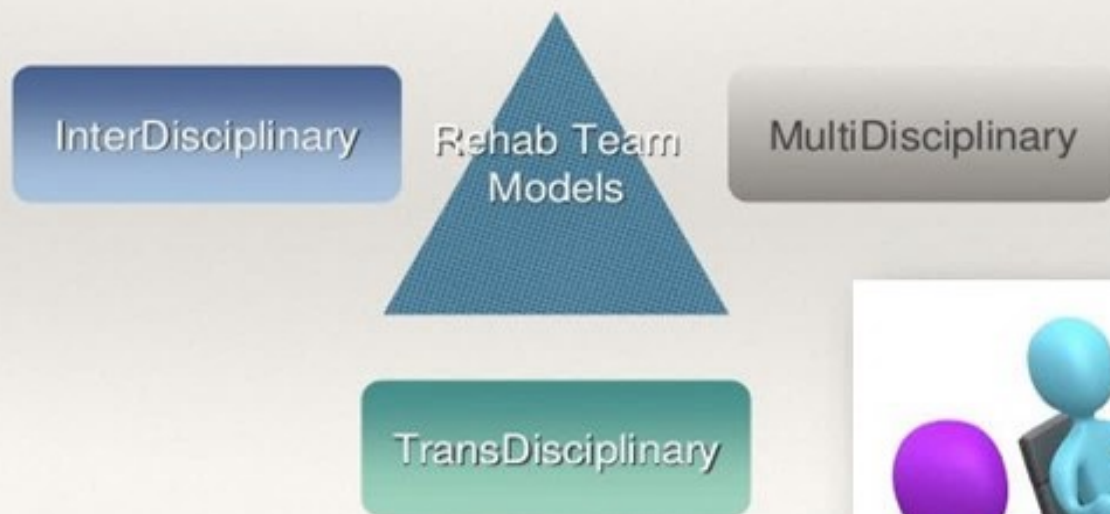 InterDisciplinary
Rehab Team
Models
MultiDisciplinary
TransDisciplinary